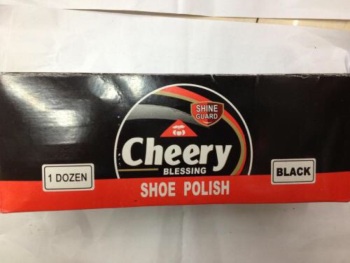 SHINE
GUARD
Cheery
BLESSING
1 DOZEN
BLACK
SHOE POLISH